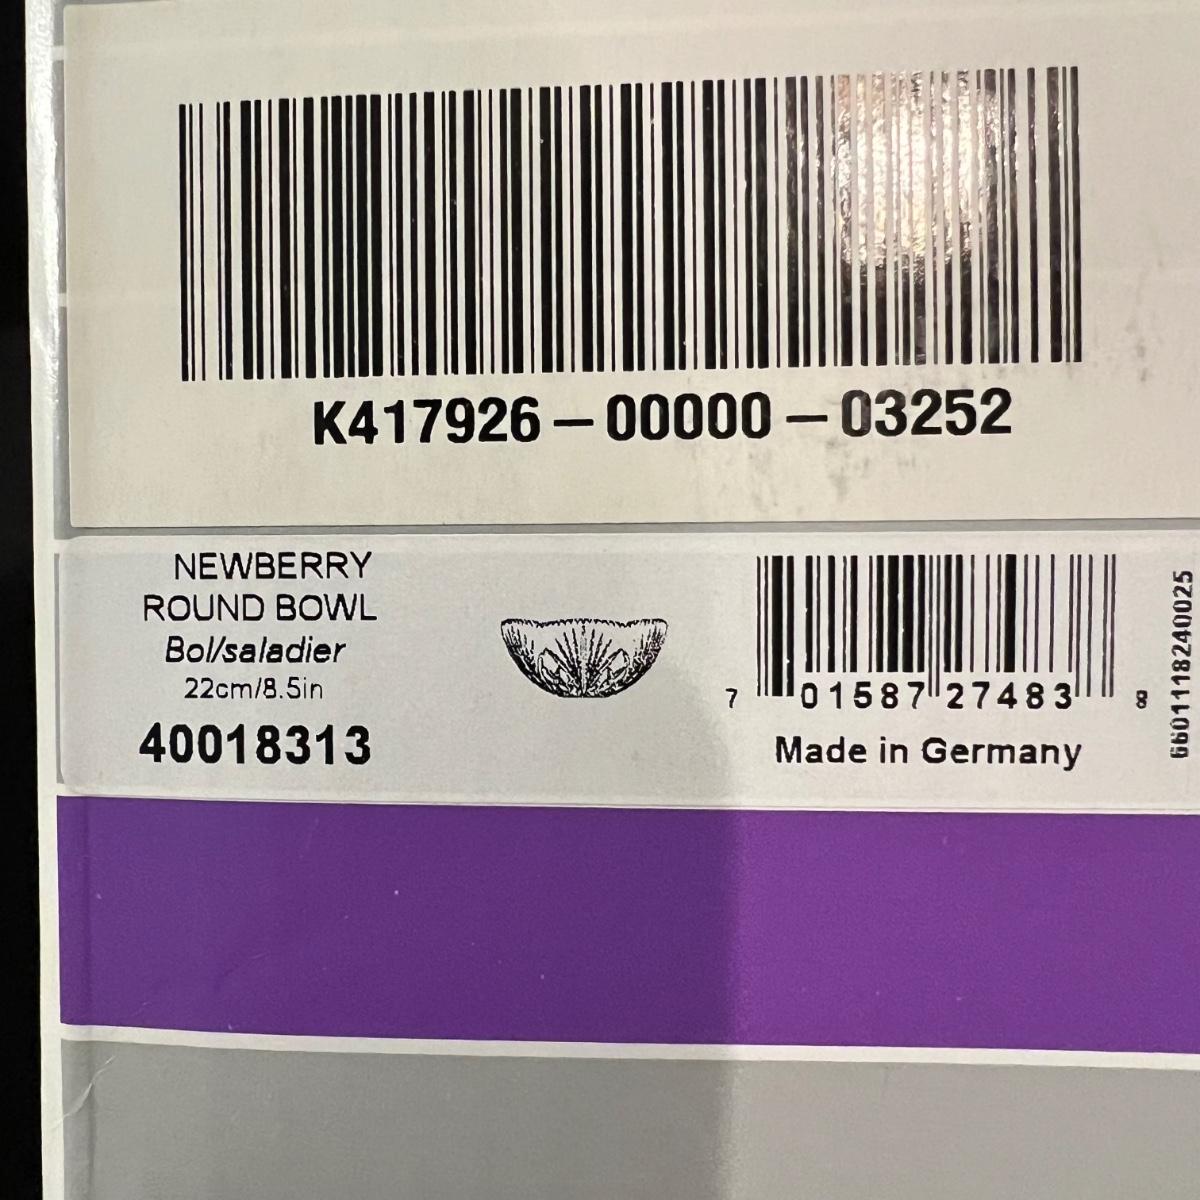 K417926-00000-03252
NEWBERRY
ROUND BOWL
Bol/saladier
22cm/8.5in
40018313
7 01587 27483 8
Made in Germany
6601118240025